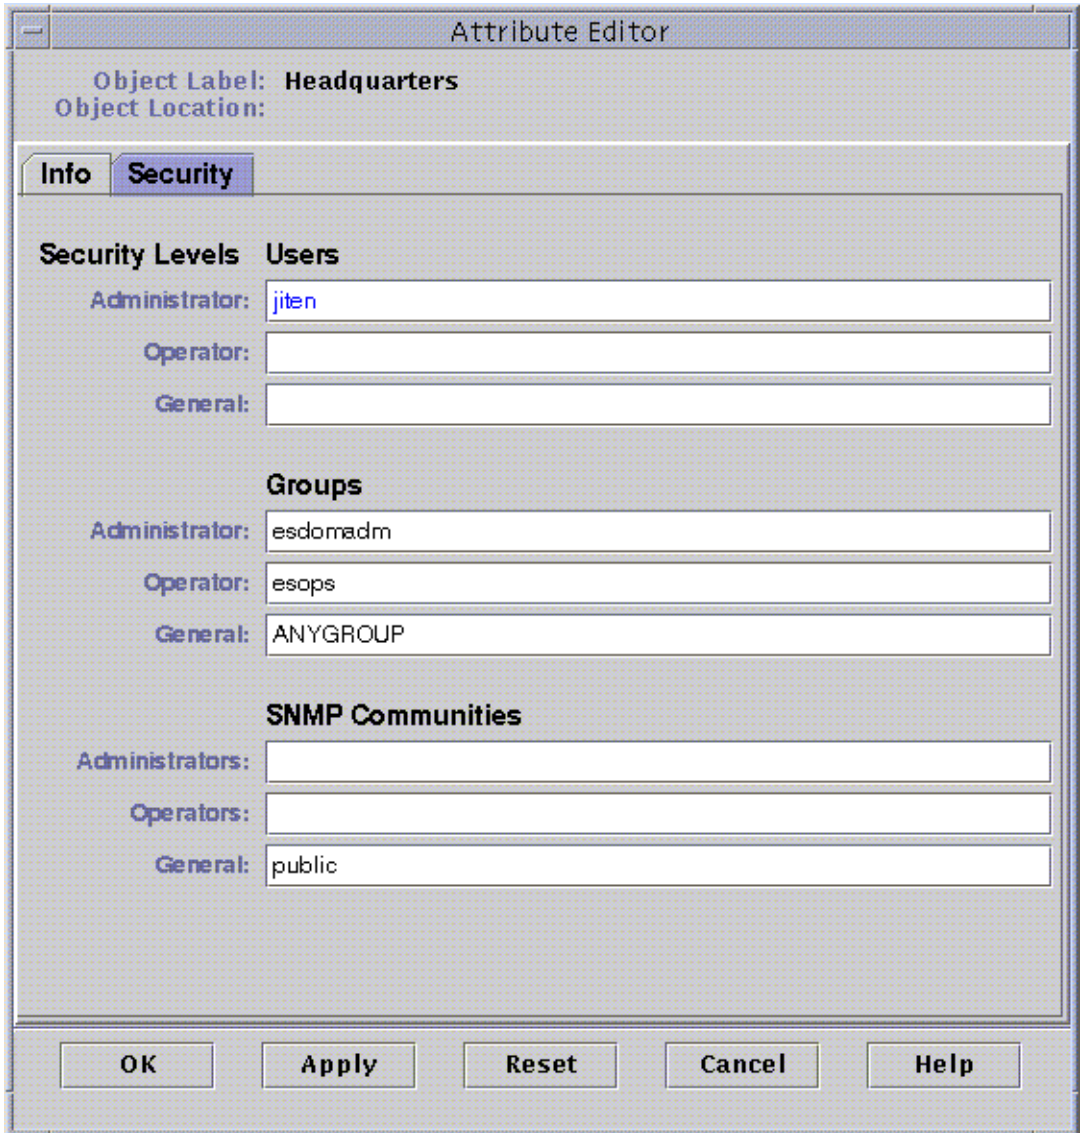 Attribute Editor
Object Label: Headquarters
Object Location:
Info Security
Security Levels Users
Administrator: jiten
Operator:
General:
Groups
Administrator: esdomadm
Operator: esops
General: ANYGROUP
SNMP Communities
Administrators:
Operators:
General: public
OK Apply Reset Cancel Help